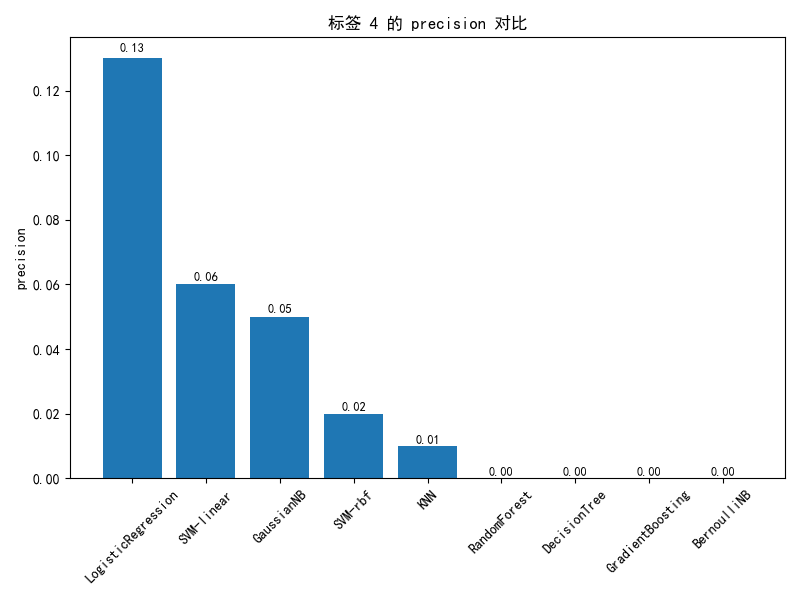 标签 4 的 precision 对比
precision
0.12
0.10
0.08
0.06
0.04
0.02
0.00
0.13
0.06
0.05
0.02
0.01
0.00
0.00
0.00
0.00
LogisticRegression
SVM-linear
GaussianNB
SVM-rbf
KNN
RandomForest
DecisionTree
GradientBoosting
BernoulliNB